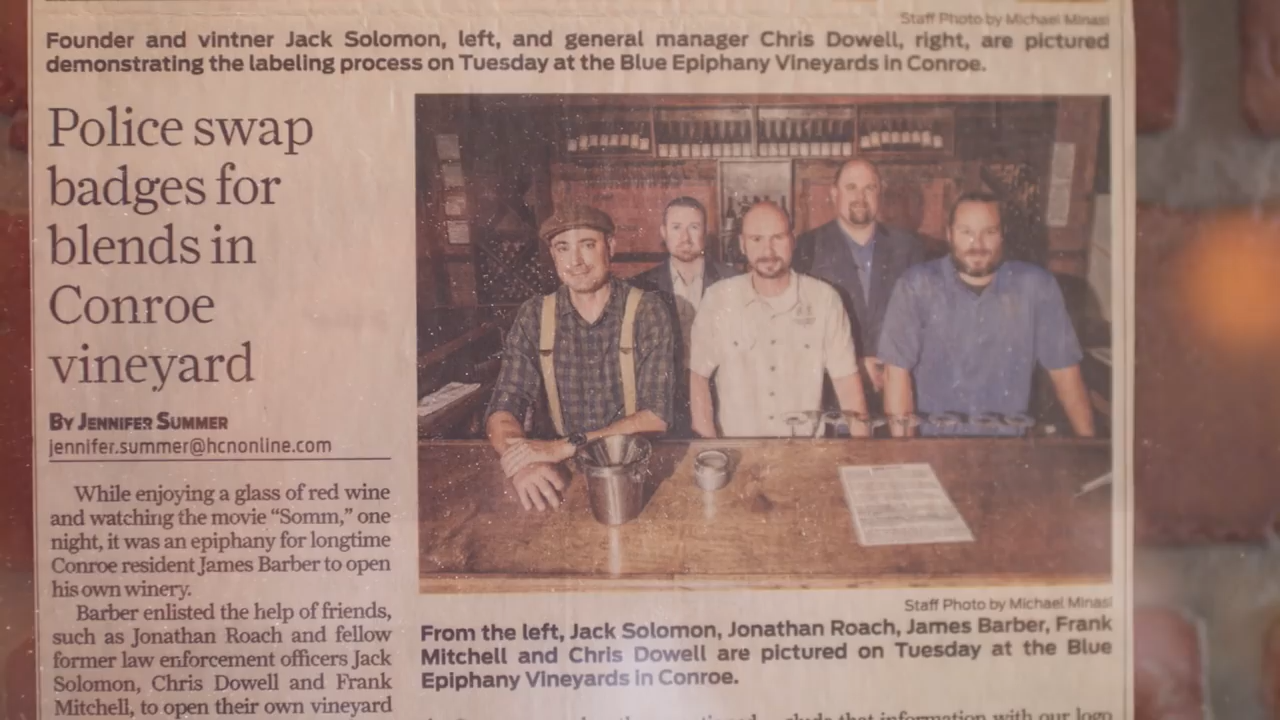 Staff Photo by Michael Minasi
Founder and vintner Jack Solomon, left, and general manager Chris Dowell, right, are pictured
demonstrating the labeling process on Tuesday at the Blue Epiphany Vineyards in Conroe.
Police swap
badges for
blends in
Conroe
vineyard
By Jennifer Summer
jennifer.summer@hcnonline.com
While enjoying a glass of red wine
and watching the movie “Somm,” one
night, it was an epiphany for longtime
Conroe resident James Barber to open
his own winery.
Barber enlisted the help of friends,
such as Jonathan Roach and fellow
former law enforcement officers Jack
Solomon, Chris Dowell and Frank
Mitchell, to open their own vineyard
Staff Photo by Michael Minasi
From the left, Jack Solomon, Jonathan Roach, James Barber, Frank
Mitchell and Chris Dowell are pictured on Tuesday at the Blue
Epiphany Vineyards in Conroe.
that information with our logo